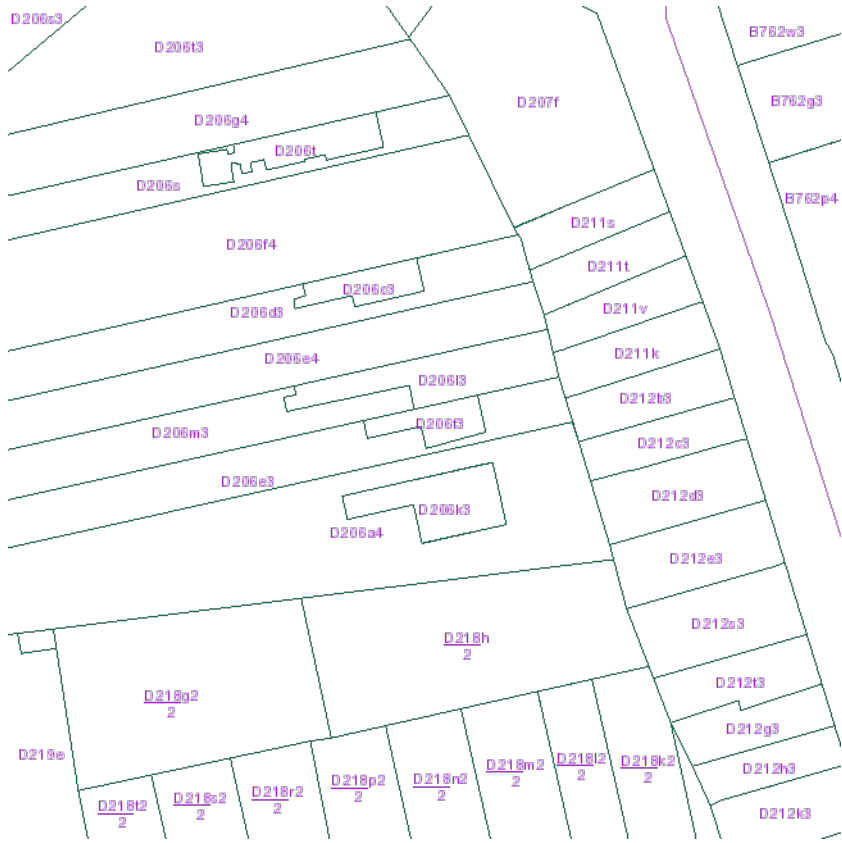 D206s3
B762w3
D206t3
B762g3
D207f
D206g4
D206t
D206s
B762p4
D211s
D206f4
D211t
D206c3
D211v
D206d3
D211k
D206e4
D206l3
D212b3
D206f3
D206m3
D212c3
D206e3
D212d3
D206k3
D206a4
D212e3
D212s3
D218h
2
D212t3
D218g2
2
D212g3
D219e
D218l2
2
D218k2
2
D218m2
2
D212h3
D218n2
2
D218p2
2
D218r2
2
D218s2
2
D218t2
2
D212k3